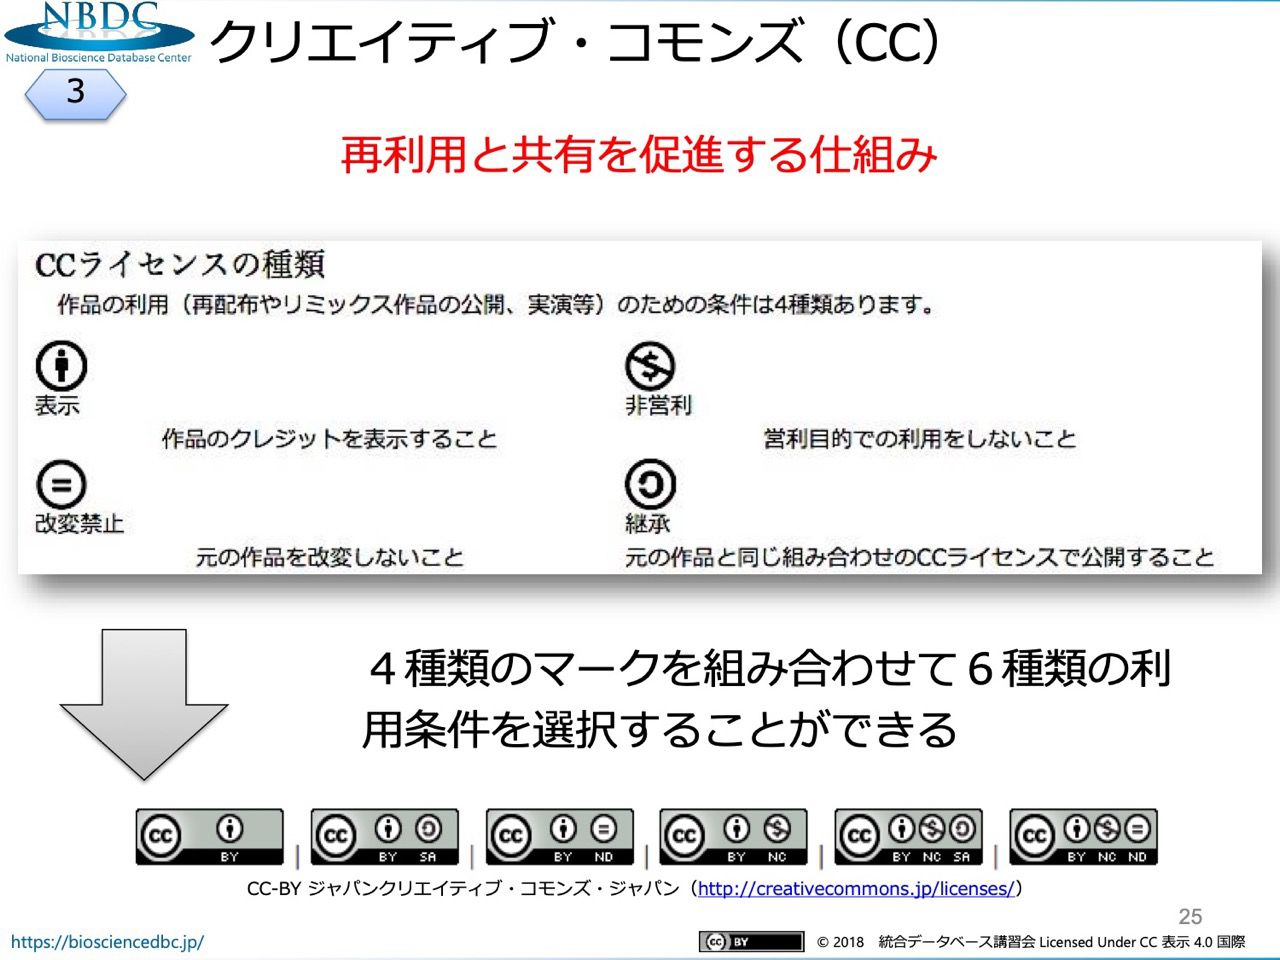 NBDC
National Bioscience Database Center
クリエイティブ・コモンズ（CC）
3
再利用と共有を促進する仕組み
CCライセンスの種類
作品の利用（再配布やリミックス作品の公開、実演等）のための条件は4種類あります。
表示
作品のクレジットを表示すること
非営利
営利目的での利用をしないこと
改変禁止
元の作品を改変しないこと
継承
元の作品と同じ組み合わせのCCライセンスで公開すること
４種類のマークを組み合わせて６種類の利
用条件を選択することができる
cc BY | cc BY SA | cc BY ND | cc BY NC | cc BY NC SA | cc BY NC ND
CC-BY ジャパンクリエイティブ・コモンズ・ジャパン（http://creativecommons.jp/licenses/）
25
https://biosciencedbc.jp/
cc BY © 2018 統合データベース講習会 Licensed Under CC 表示 4.0 国際